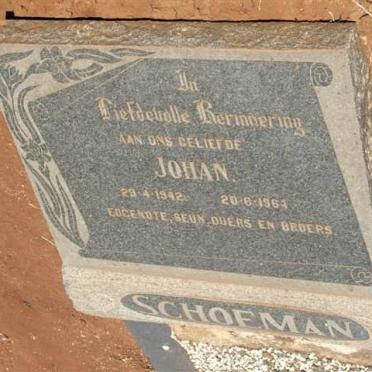 In
Liefdevolle Herinnering
AAN ONS GELIEFDE
JOHAN
29-4-1942 20-6-1964
EGGENOTE, SEUN, OUERS EN BROERS
SCHOEMAN